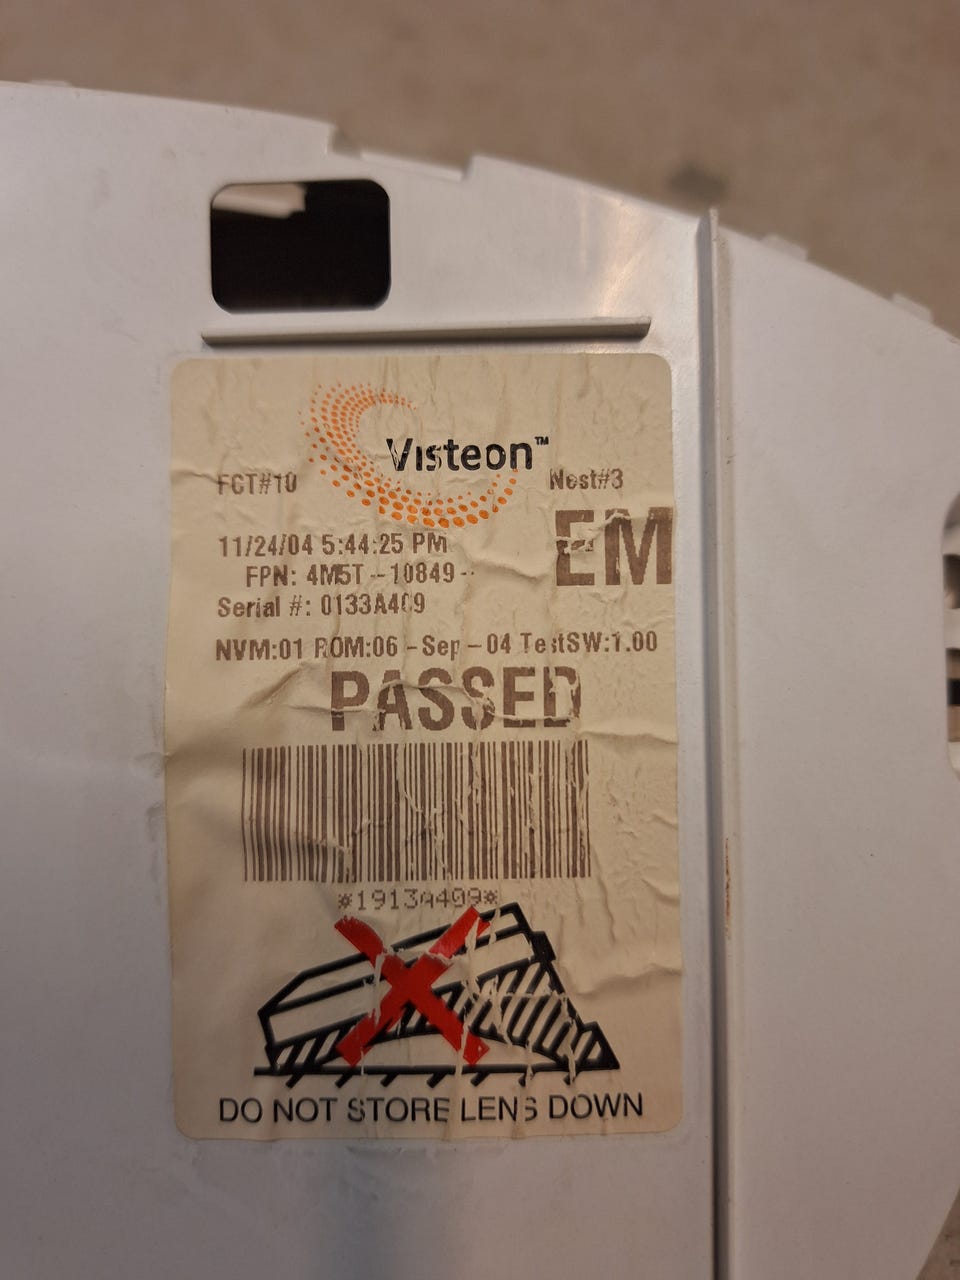 Visteon™
FCT#10 Nest#3
EM
11/24/04 5:44:25 PM
FPN: 4M5T--10849--
Serial #: 0133A409
NVM:01 ROM:06-Sep-04 TestSW:1.00
PASSED
*1913A409*
DO NOT STORE LENS DOWN